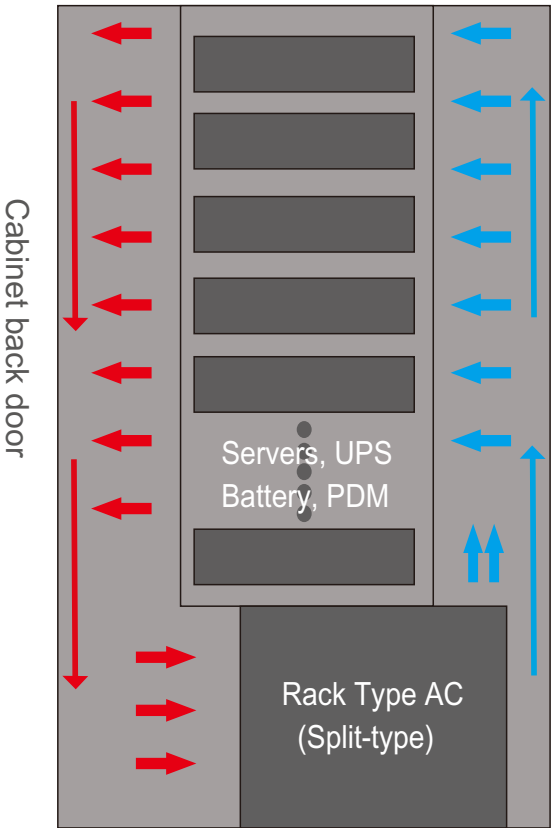 Cabinet back door
Servers, UPS
Battery, PDM
Rack Type AC
(Split-type)